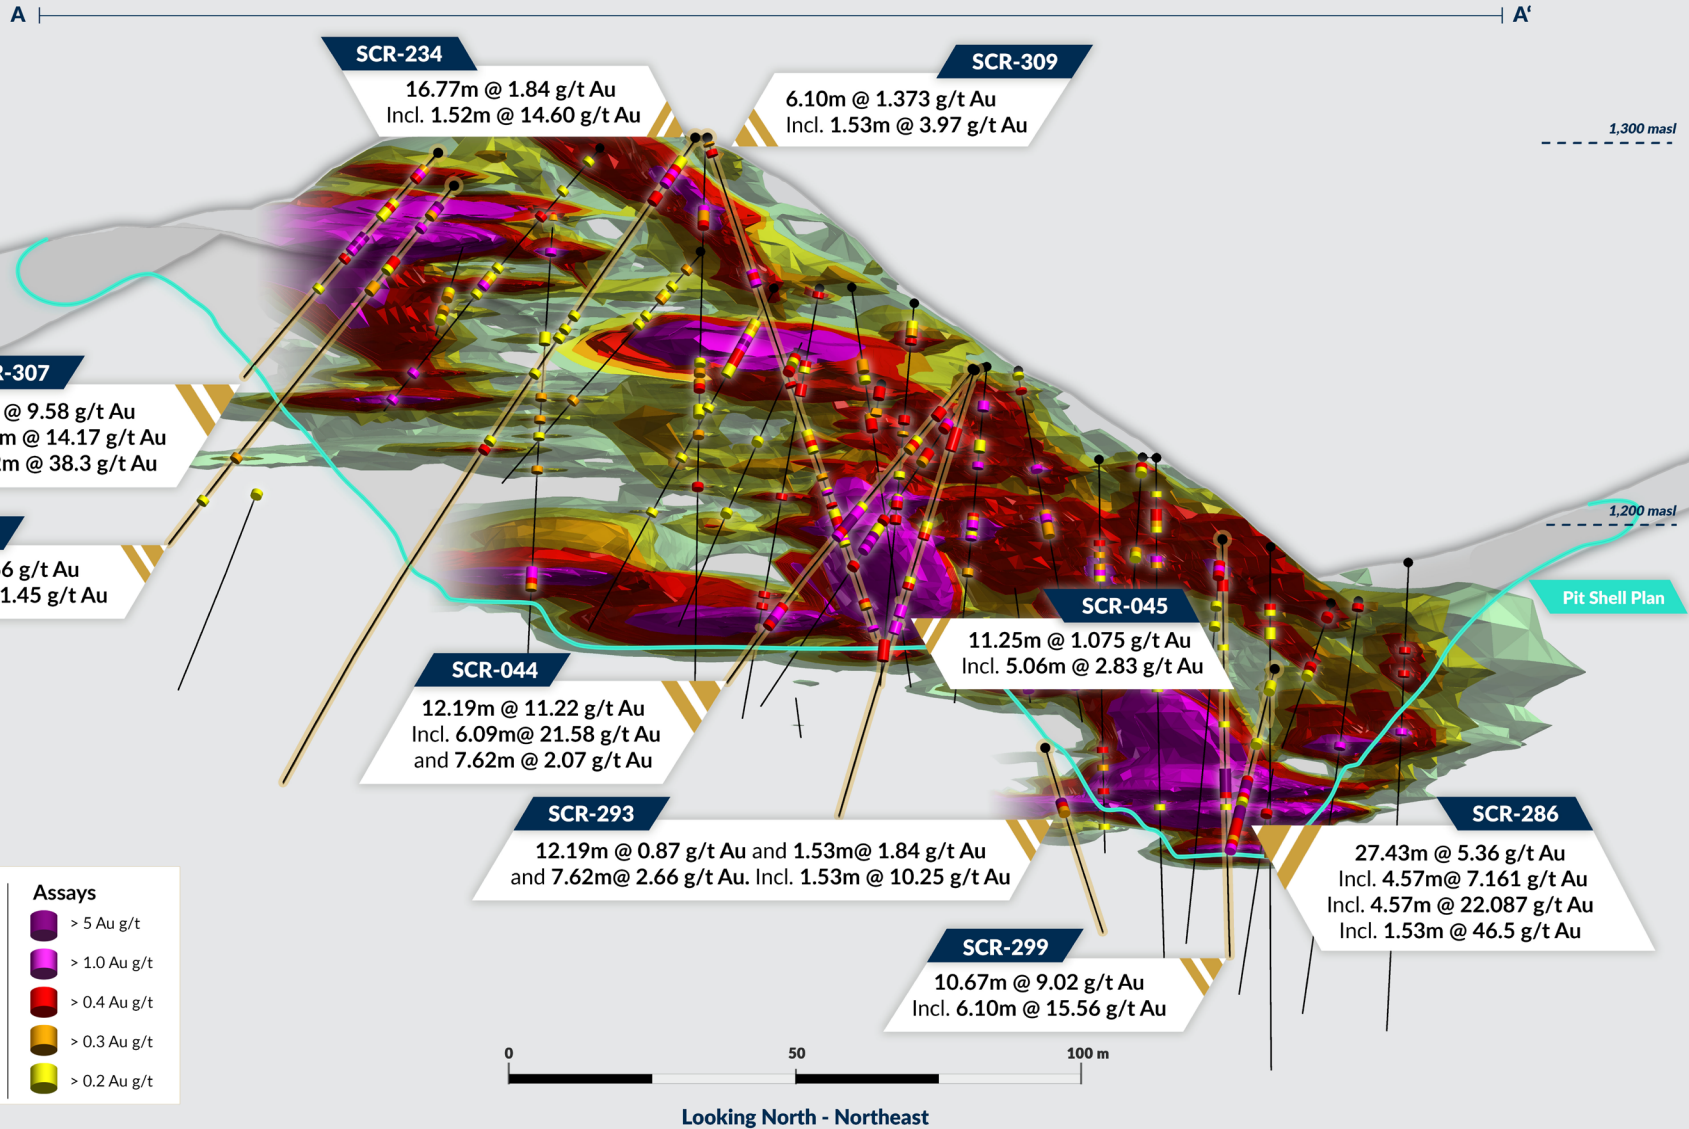 A
A‘
SCR-234
16.77m @ 1.84 g/t Au
Incl. 1.52m @ 14.60 g/t Au
SCR-309
6.10m @ 1.373 g/t Au
Incl. 1.53m @ 3.97 g/t Au
1,300 masl
R-307
@ 9.58 g/t Au
m @ 14.17 g/t Au
2m @ 38.3 g/t Au
6 g/t Au
1.45 g/t Au
1,200 masl
Pit Shell Plan
SCR-045
11.25m @ 1.075 g/t Au
Incl. 5.06m @ 2.83 g/t Au
SCR-044
12.19m @ 11.22 g/t Au
Incl. 6.09m@ 21.58 g/t Au
and 7.62m @ 2.07 g/t Au
SCR-293
12.19m @ 0.87 g/t Au and 1.53m@ 1.84 g/t Au
and 7.62m@ 2.66 g/t Au. Incl. 1.53m @ 10.25 g/t Au
SCR-286
27.43m @ 5.36 g/t Au
Incl. 4.57m@ 7.161 g/t Au
Incl. 4.57m @ 22.087 g/t Au
Incl. 1.53m @ 46.5 g/t Au
SCR-299
10.67m @ 9.02 g/t Au
Incl. 6.10m @ 15.56 g/t Au
Assays
> 5 Au g/t
> 1.0 Au g/t
> 0.4 Au g/t
> 0.3 Au g/t
> 0.2 Au g/t
0 50 100 m
Looking North - Northeast